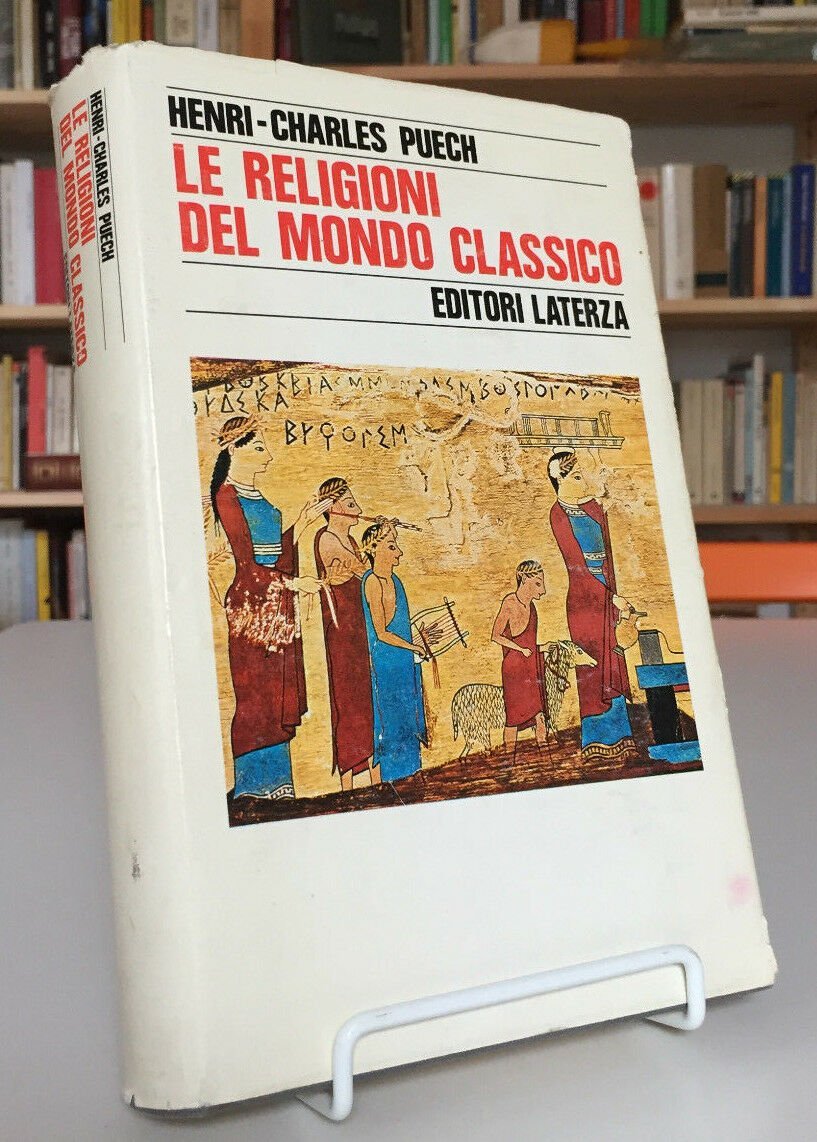 HENRI-CHARLES PUECH
LE RELIGIONI
DEL MONDO CLASSICO
EDITORI LATERZA
HENRI-CHARLES PUECH
LE RELIGIONI
DEL MONDO CLASSICO